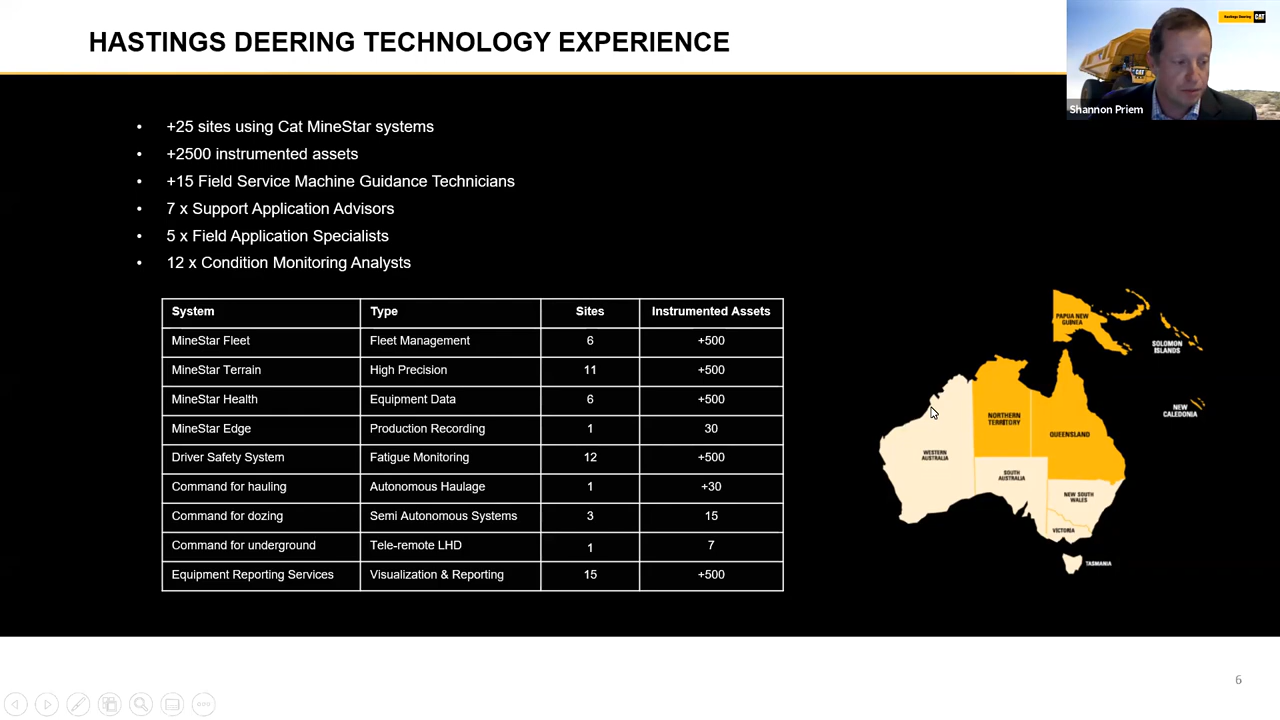 HASTINGS DEERING TECHNOLOGY EXPERIENCE
Hastings Deering CAT
CAT
Shannon Priem
• +25 sites using Cat MineStar systems
• +2500 instrumented assets
• +15 Field Service Machine Guidance Technicians
• 7 x Support Application Advisors
• 5 x Field Application Specialists
• 12 x Condition Monitoring Analysts
System Type Sites Instrumented Assets
MineStar Fleet Fleet Management 6 +500
MineStar Terrain High Precision 11 +500
MineStar Health Equipment Data 6 +500
MineStar Edge Production Recording 1 30
Driver Safety System Fatigue Monitoring 12 +500
Command for hauling Autonomous Haulage 1 +30
Command for dozing Semi Autonomous Systems 3 15
Command for underground Tele-remote LHD 1 7
Equipment Reporting Services Visualization & Reporting 15 +500
PAPUA NEW
GUINEA
SOLOMON
ISLANDS
NEW
CALEDONIA
NORTHERN
TERRITORY
QUEENSLAND
WESTERN
AUSTRALIA
SOUTH
AUSTRALIA
NEW SOUTH
WALES
VICTORIA
TASMANIA
6